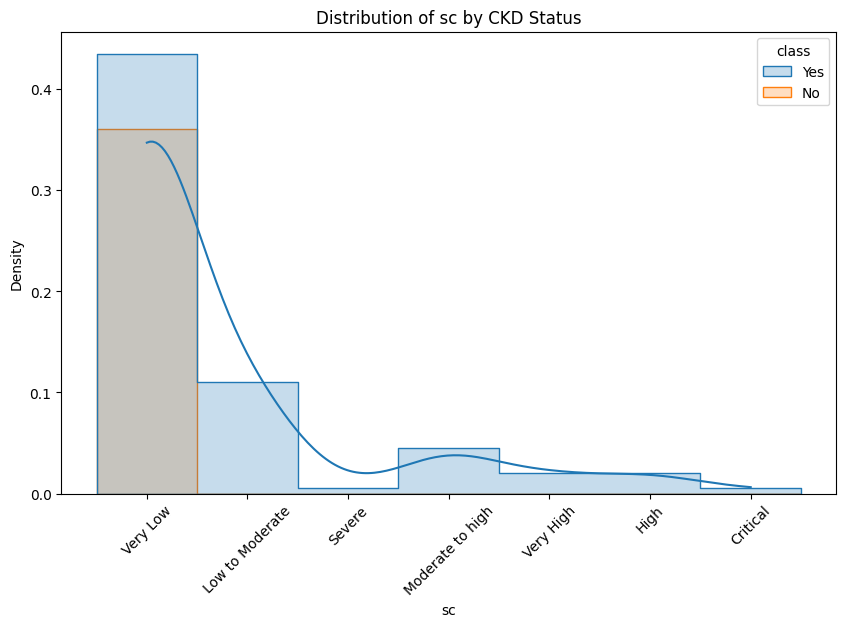 Distribution of sc by CKD Status
class
Yes
No
Density
0.4
0.3
0.2
0.1
0.0
Very Low
Low to Moderate
Severe
Moderate to high
Very High
High
Critical
sc